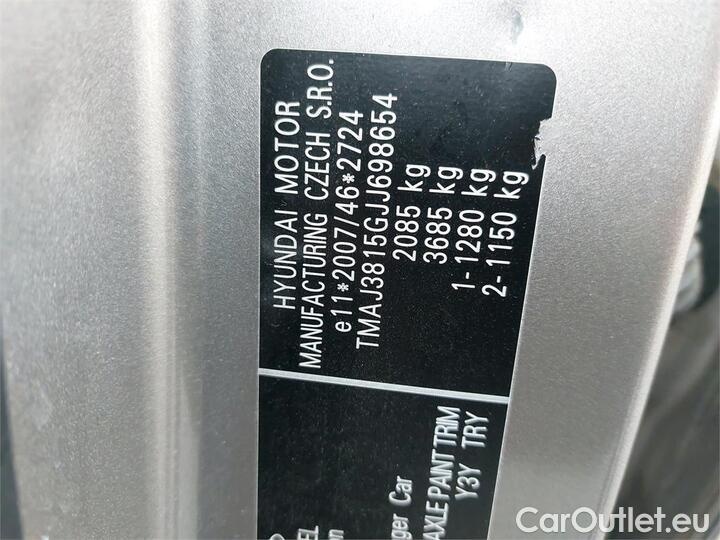 HYUNDAI MOTOR
MANUFACTURING CZECH S.R.O.
e11*2007/46*2724
TMAJ3815GJJ698654
2085 kg
3685 kg
1- 1280 kg
2- 1150 kg
Car
AXLE PAINT TRIM
Y3Y TRY
CarOutlet.eu